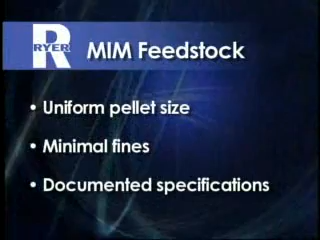 RYER
MIM Feedstock
• Uniform pellet size
• Minimal fines
• Documented specifications